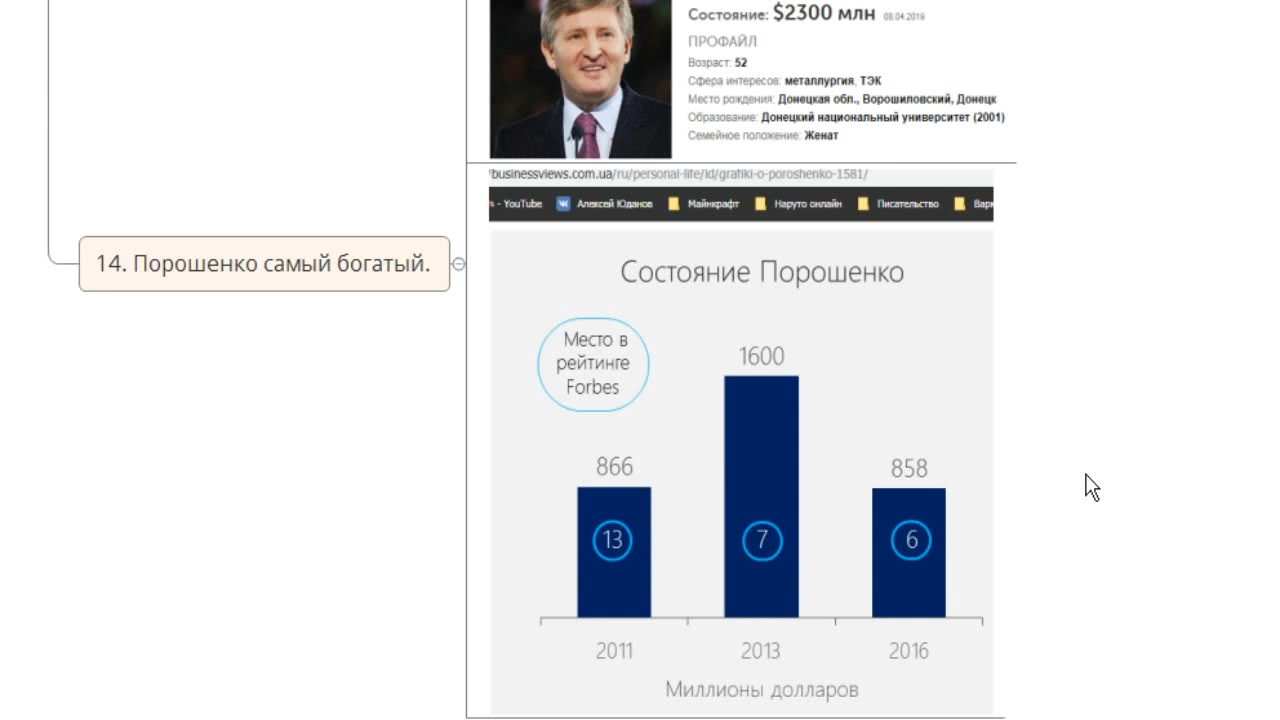 Состояние: $2300 млн 08.04.2019
ПРОФАЙЛ
Возраст: 52
Сфера интересов: металлургия, ТЭК
Место рождения: Донецкая обл., Ворошиловский, Донецк
Образование: Донецкий национальный университет (2001)
Семейное положение: Женат
/businessviews.com.ua/ru/personal-life/id/grafiki-o-poroshenko-1581/
s - YouTube Алексей Юданов Майнкрафт Наруто онлайн Писательство Варк
14. Порошенко самый богатый.
Состояние Порошенко
Место в
рейтинге
Forbes
1600
866
858
13
7
6
2011
2013
2016
Миллионы долларов